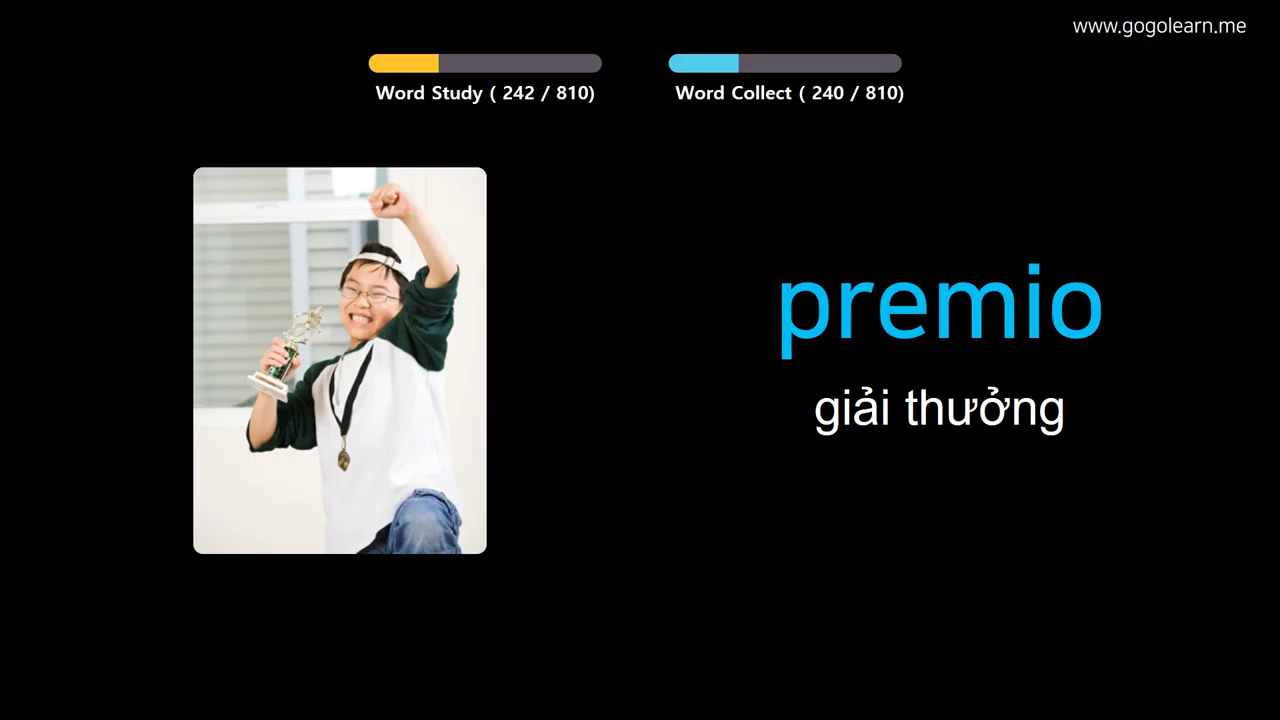 www.gogolearn.me
Word Study ( 242 / 810)
Word Collect ( 240 / 810)
premio
giải thưởng